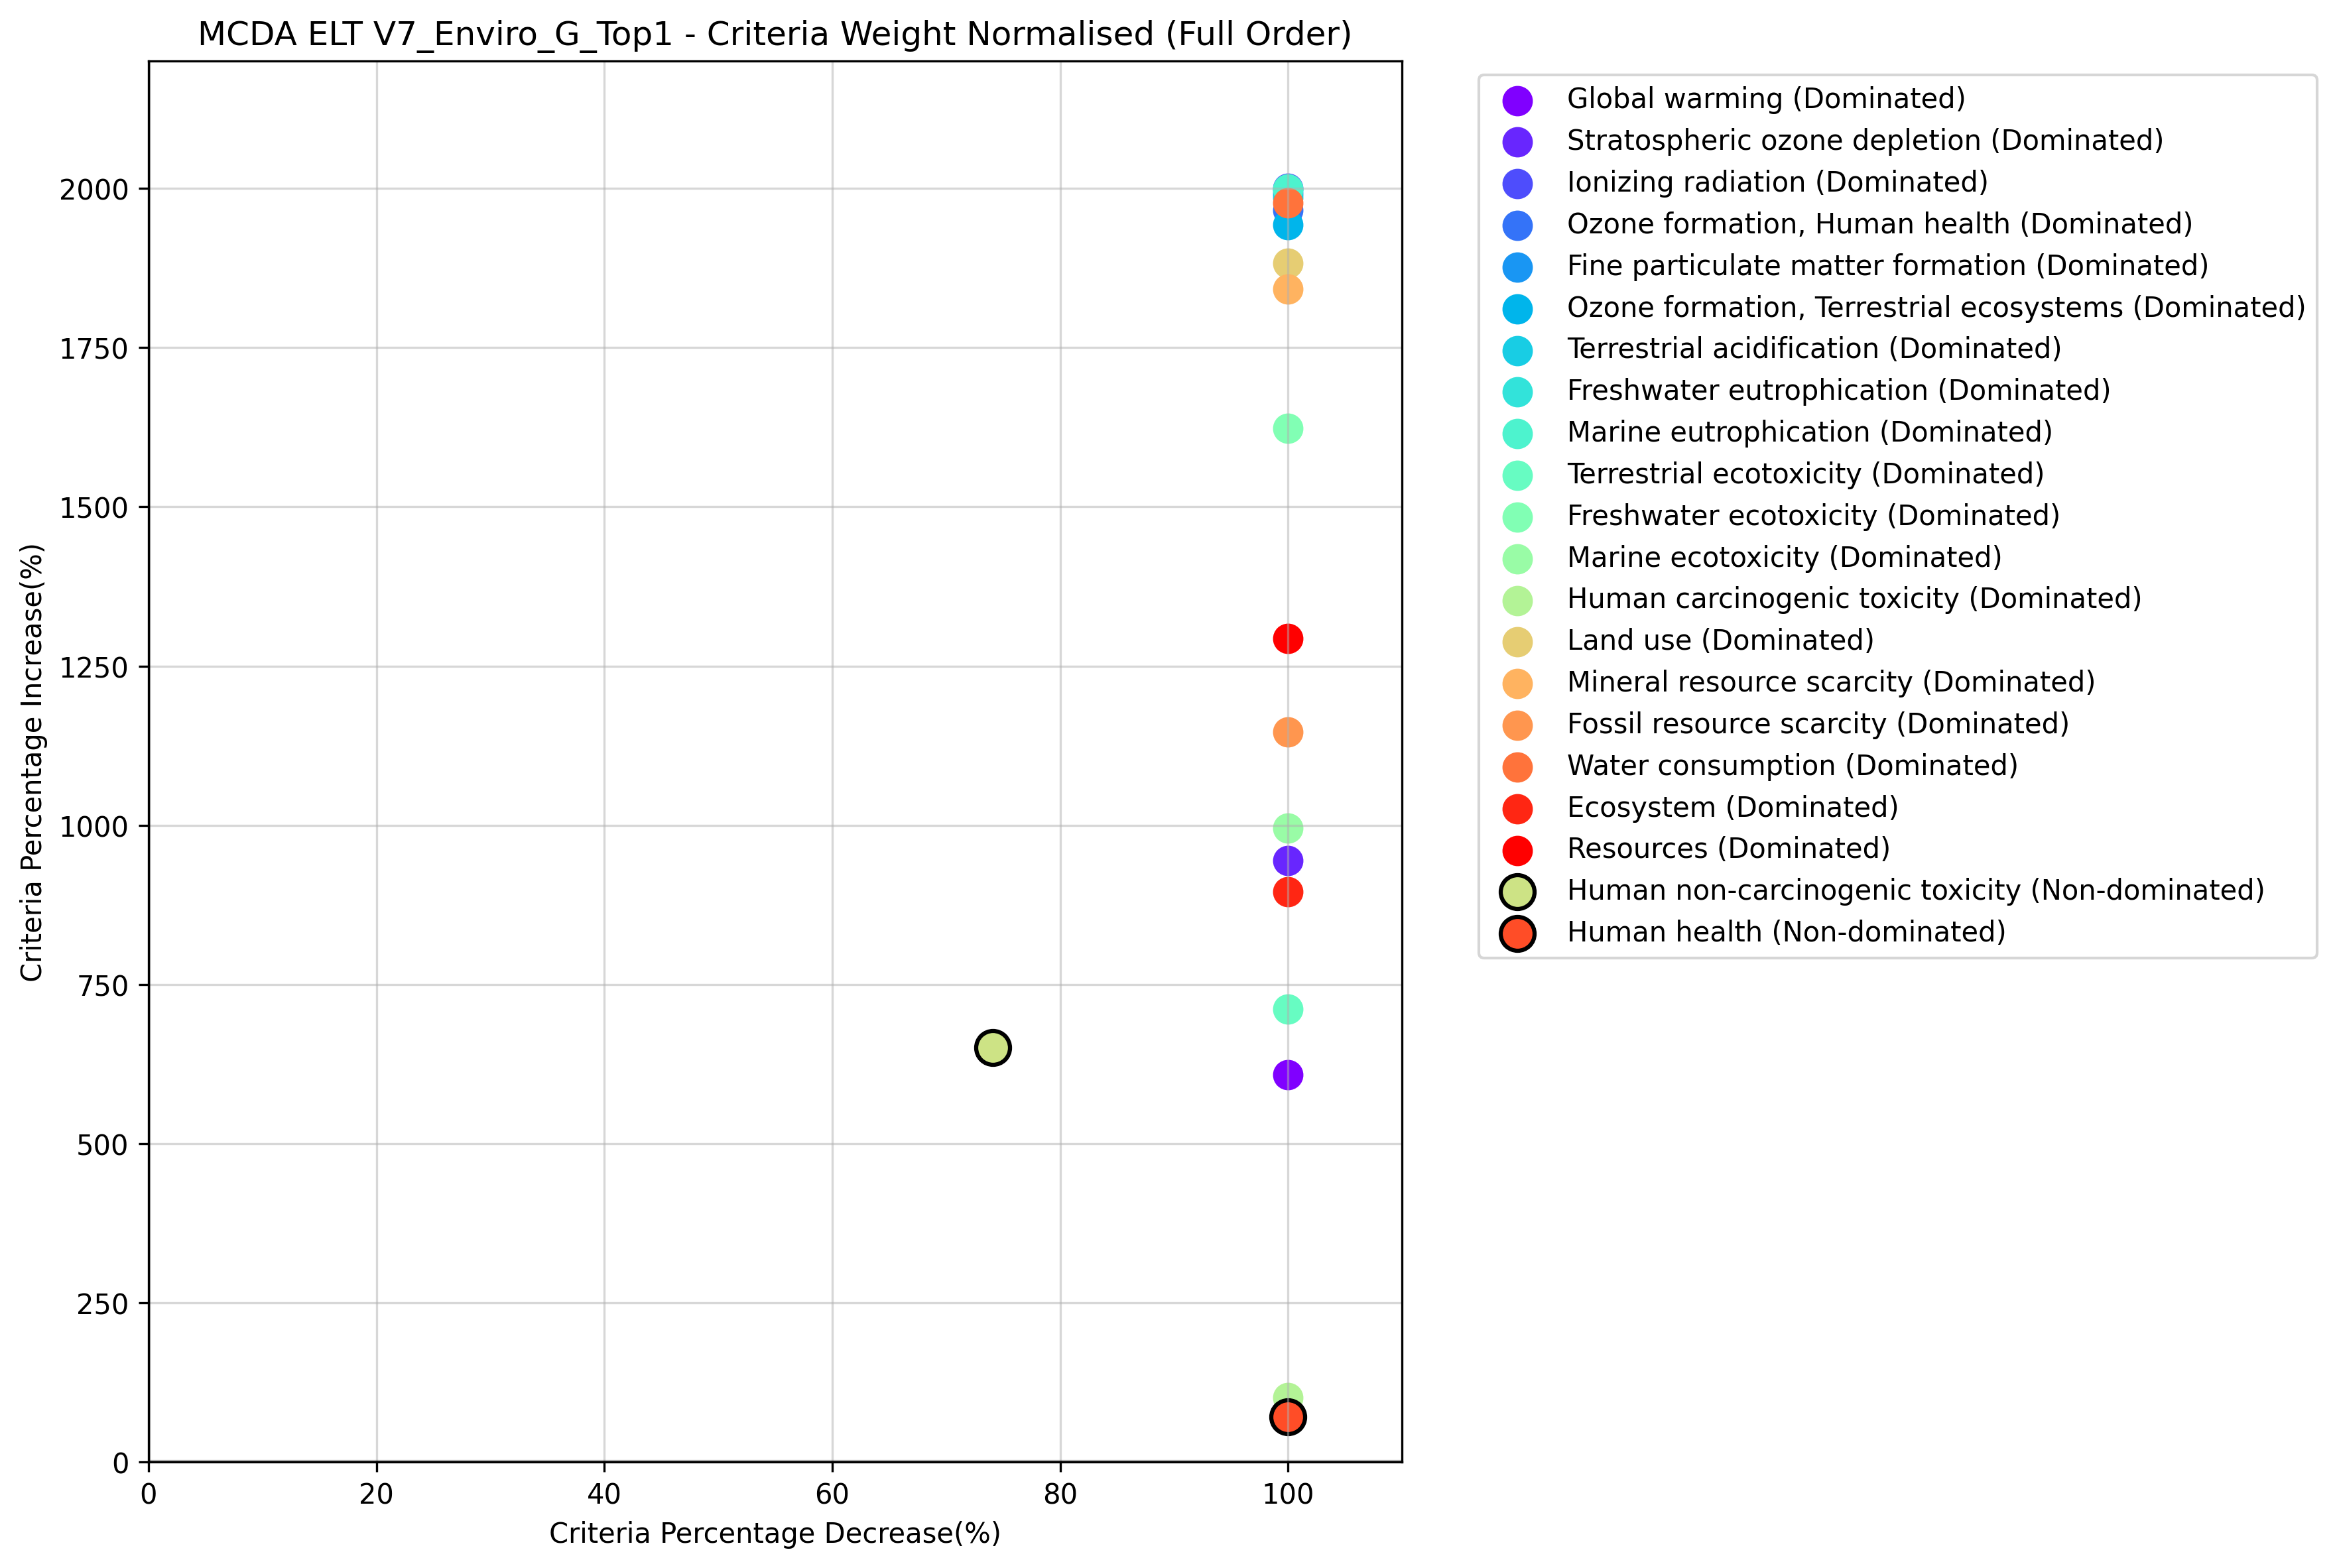 MCDA ELT V7_Enviro_G_Top1 - Criteria Weight Normalised (Full Order)
Criteria Percentage Increase(%)
2000
1750
1500
1250
1000
750
500
250
0
0 20 40 60 80 100
Criteria Percentage Decrease(%)
Global warming (Dominated)
Stratospheric ozone depletion (Dominated)
Ionizing radiation (Dominated)
Ozone formation, Human health (Dominated)
Fine particulate matter formation (Dominated)
Ozone formation, Terrestrial ecosystems (Dominated)
Terrestrial acidification (Dominated)
Freshwater eutrophication (Dominated)
Marine eutrophication (Dominated)
Terrestrial ecotoxicity (Dominated)
Freshwater ecotoxicity (Dominated)
Marine ecotoxicity (Dominated)
Human carcinogenic toxicity (Dominated)
Land use (Dominated)
Mineral resource scarcity (Dominated)
Fossil resource scarcity (Dominated)
Water consumption (Dominated)
Ecosystem (Dominated)
Resources (Dominated)
Human non-carcinogenic toxicity (Non-dominated)
Human health (Non-dominated)